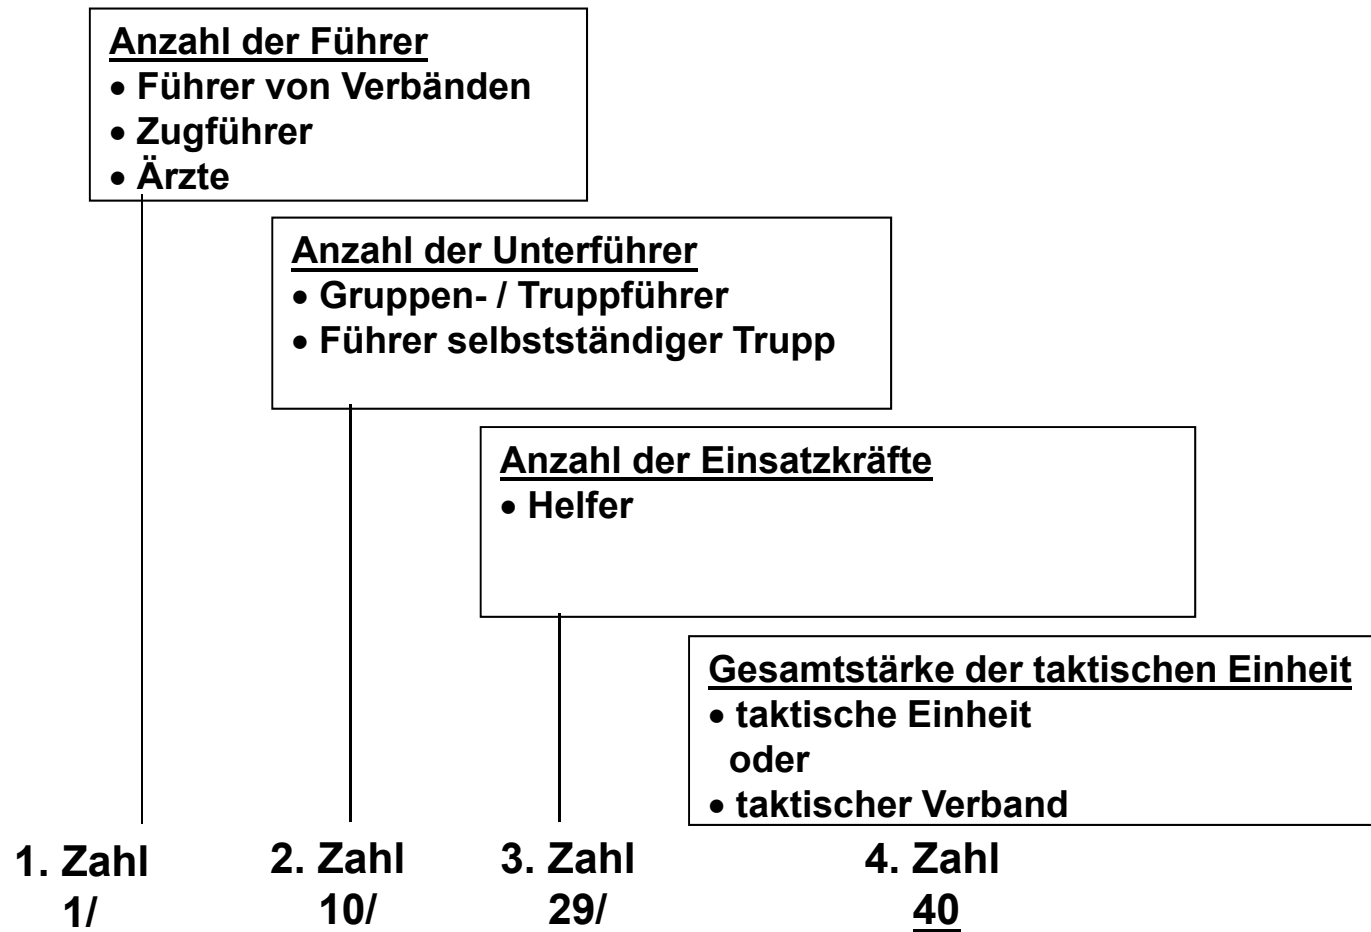 Anzahl der Führer
• Führer von Verbänden
• Zugführer
• Ärzte
Anzahl der Unterführer
• Gruppen- / Truppführer
• Führer selbstständiger Trupp
Anzahl der Einsatzkräfte
• Helfer
Gesamtstärke der taktischen Einheit
• taktische Einheit
oder
• taktischer Verband
1. Zahl 2. Zahl 3. Zahl 4. Zahl
1/ 10/ 29/ 40